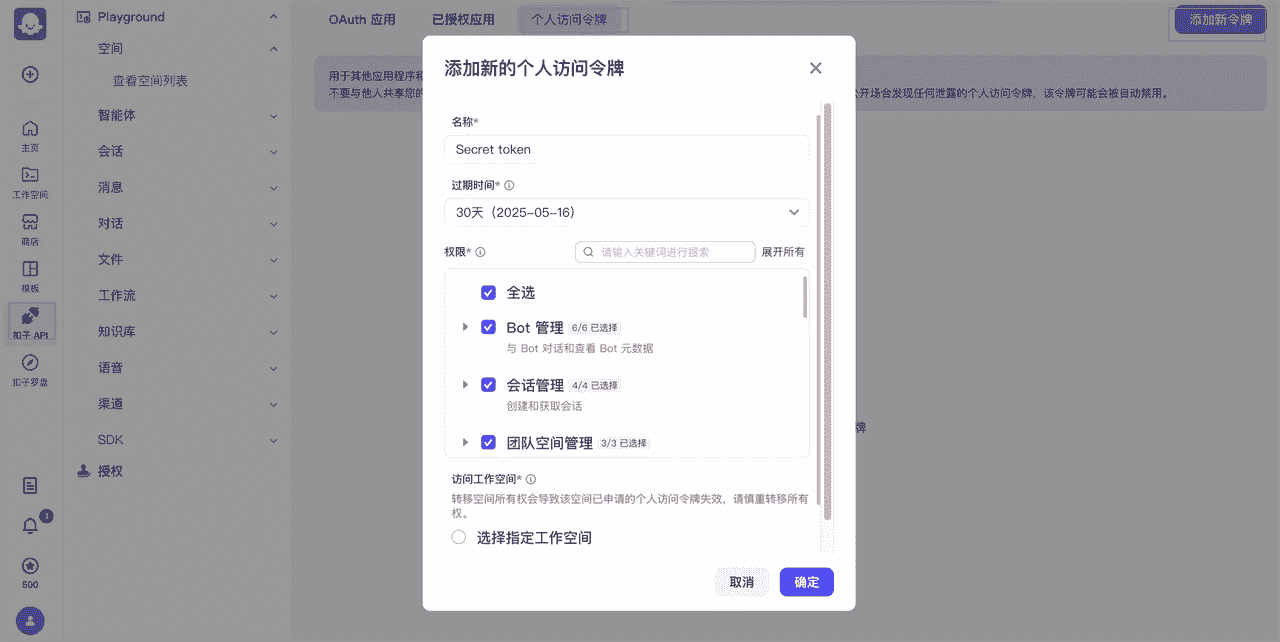 Playground
空间
查看空间列表
智能体
会话
消息
对话
文件
工作流
知识库
语音
渠道
SDK
授权
主页
工作空间
商店
模板
扣子 API
扣子罗盘
1
500
OAuth 应用
已授权应用
个人访问令牌
添加新令牌
用于其他应用程序和
不要与他人共享您的
公开场合发现任何泄露的个人访问令牌，该令牌可能会被自动禁用。
牌
添加新的个人访问令牌
名称*
Secret token
过期时间*
30天（2025-05-16）
权限*
请输入关键词进行搜索
展开所有
全选
Bot 管理 6/6 已选择
与 Bot 对话和查看 Bot 元数据
会话管理 4/4 已选择
创建和获取会话
团队空间管理 3/3 已选择
访问工作空间*
转移空间所有权会导致该空间已申请的个人访问令牌失效，请慎重转移所有
权。
选择指定工作空间
取消
确定